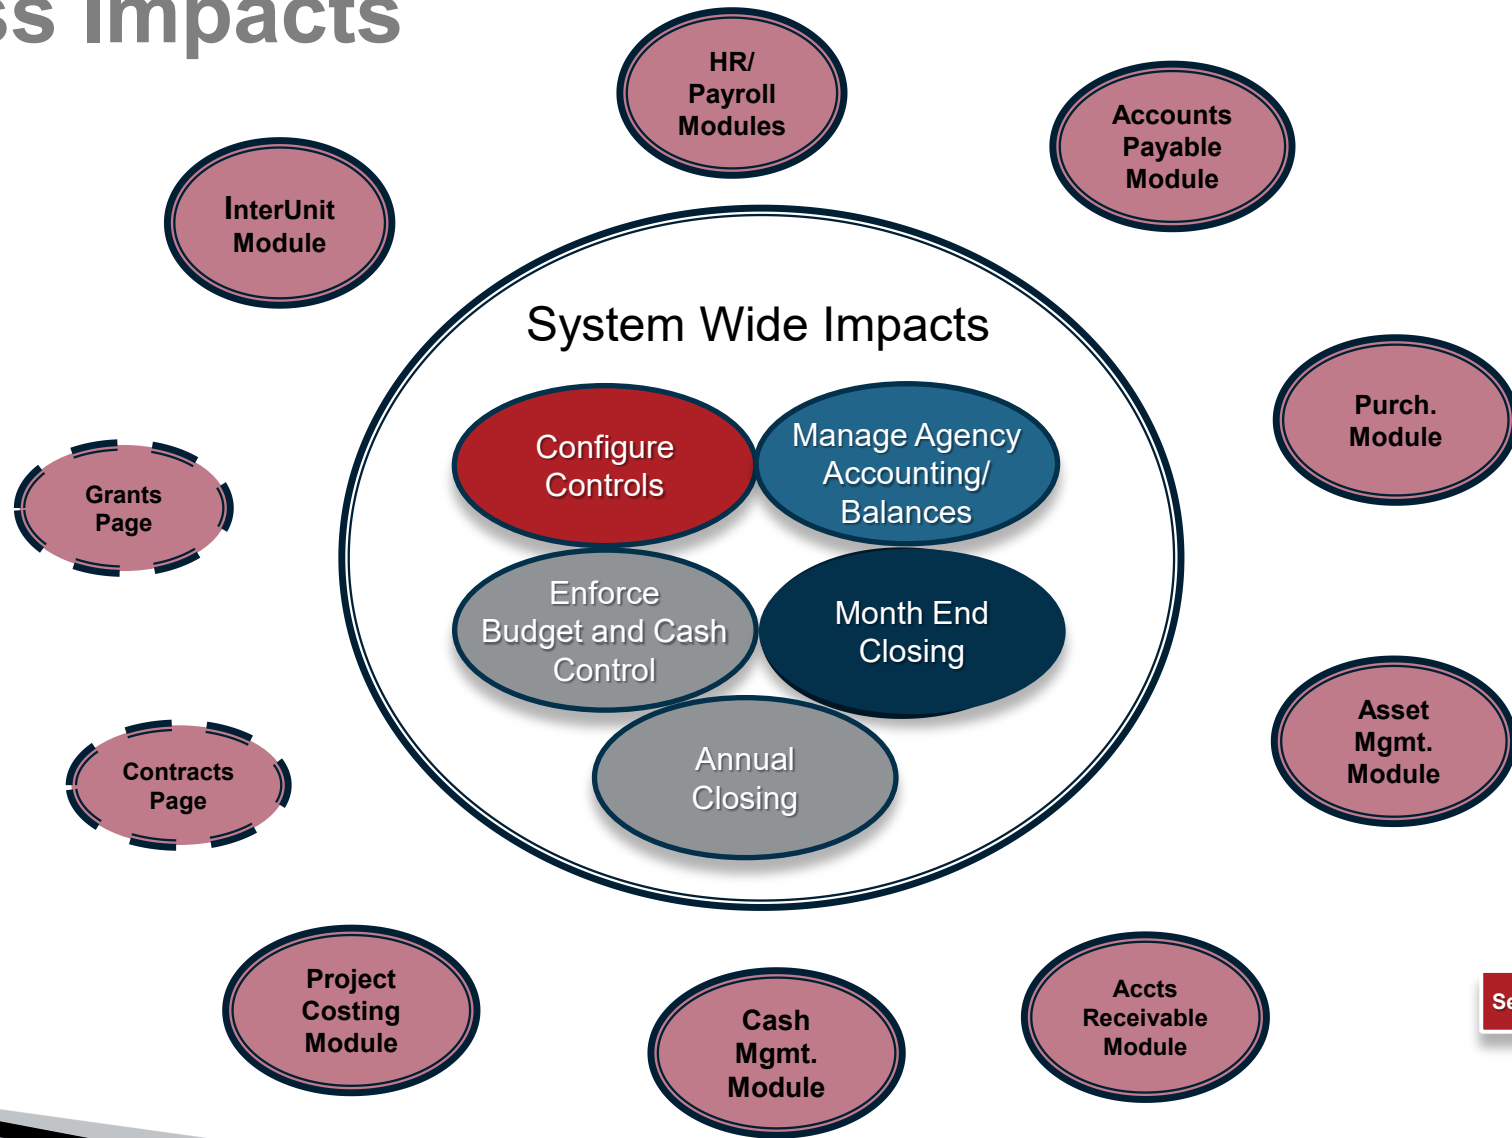 ss Impacts
HR/
Payroll
Modules
Accounts
Payable
Module
InterUnit
Module
System Wide Impacts
Configure
Controls
Manage Agency
Accounting/
Balances
Purch.
Module
Grants
Page
Enforce
Budget and Cash
Control
Month End
Closing
Asset
Mgmt.
Module
Contracts
Page
Annual
Closing
Project
Costing
Module
Cash
Mgmt.
Module
Accts
Receivable
Module
Se